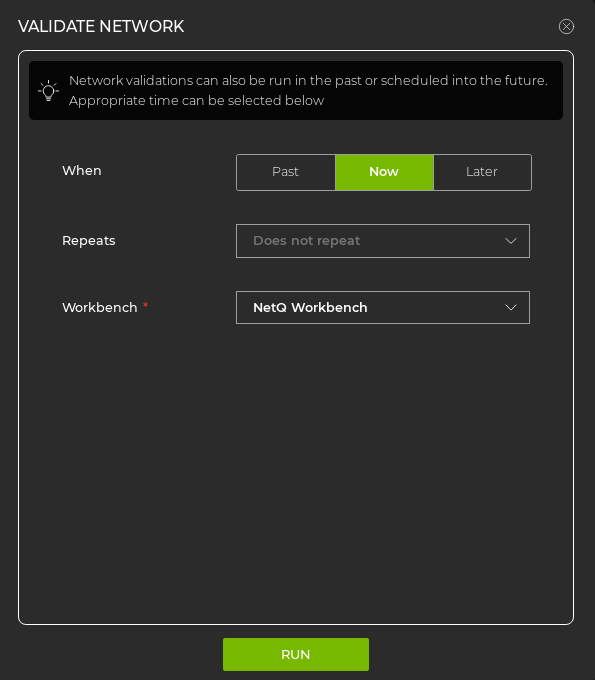 VALIDATE NETWORK
Network validations can also be run in the past or scheduled into the future.
Appropriate time can be selected below
When
Past
Now
Later
Repeats
Does not repeat
Workbench *
NetQ Workbench
RUN